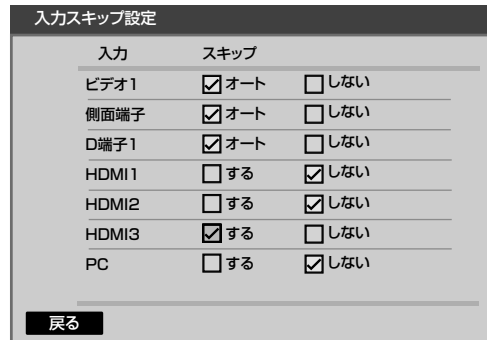 入力スキップ設定
入力 スキップ
ビデオ1 オート しない
側面端子 オート しない
D端子1 オート しない
HDMI1 する しない
HDMI2 する しない
HDMI3 する しない
PC する しない
戻る